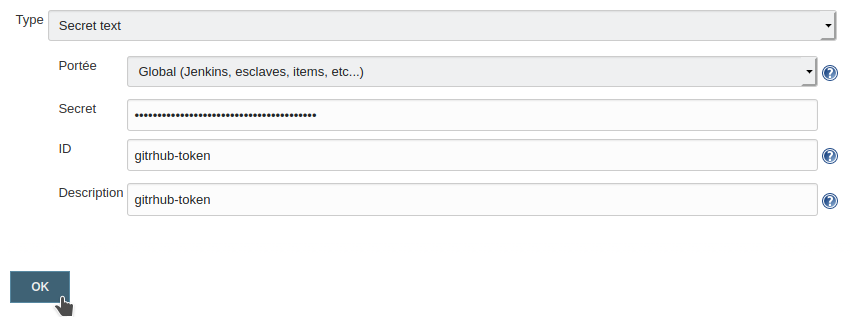 Type Secret text
Portée Global (Jenkins, esclaves, items, etc...)
Secret ••••••••••••••••••••••••••••••••••••••••
ID gitrhub-token
Description gitrhub-token
OK